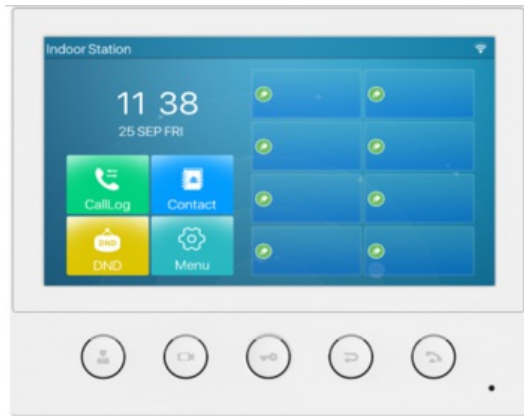 Indoor Station
11 38
25 SEP FRI
CallLog
Contact
DND
DND
Menu